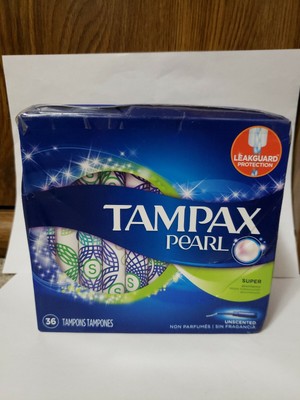 LEAKGUARD
PROTECTION
TAMPAX
PEARL
SUPER
S
S
S
36 TAMPONS TAMPONES
UNSCENTED
NON PARFUMÉS | SIN FRAGANCIA